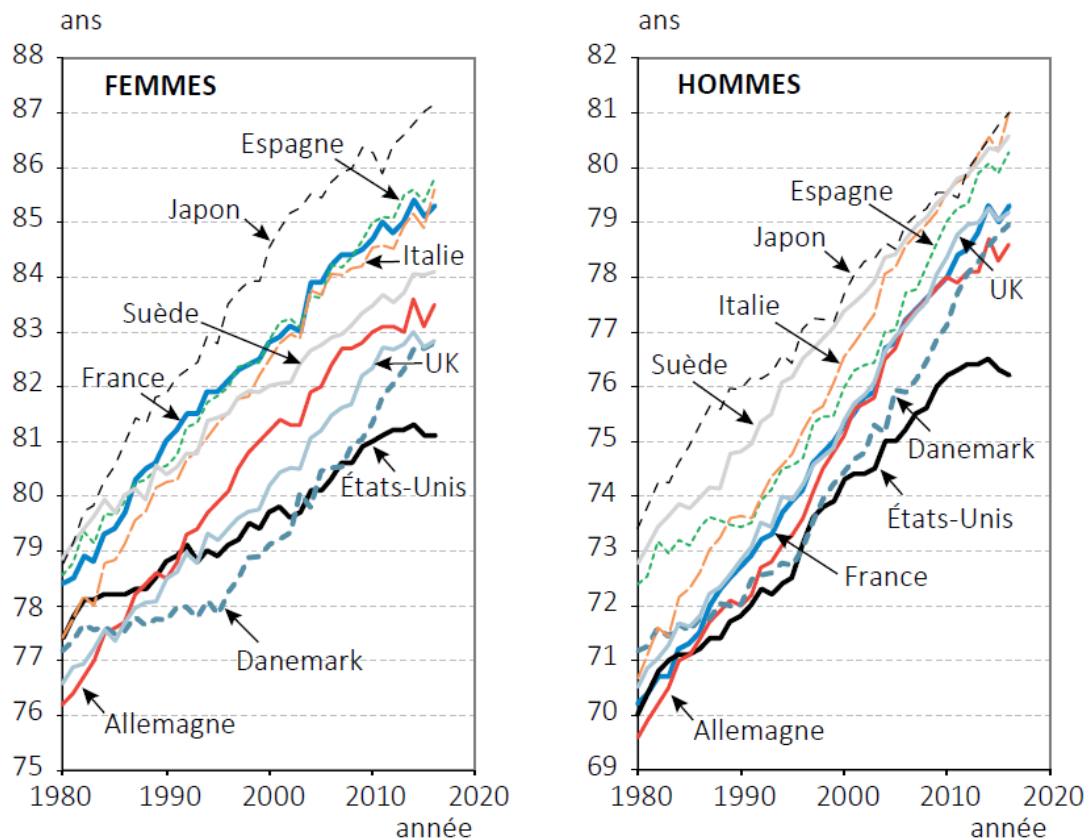 ans
88
FEMMES
87
Espagne
86
Japon
85
Italie
84
Suède
83
UK
France
82
81
États-Unis
80
79
78
77
Danemark
76
Allemagne
75
1980 1990 2000 2010 2020
année
ans
82
HOMMES
81
80
Espagne
79
Japon
78
UK
Italie
77
Suède
76
75
Danemark
74
États-Unis
73
France
72
71
70
Allemagne
69
1980 1990 2000 2010 2020
année